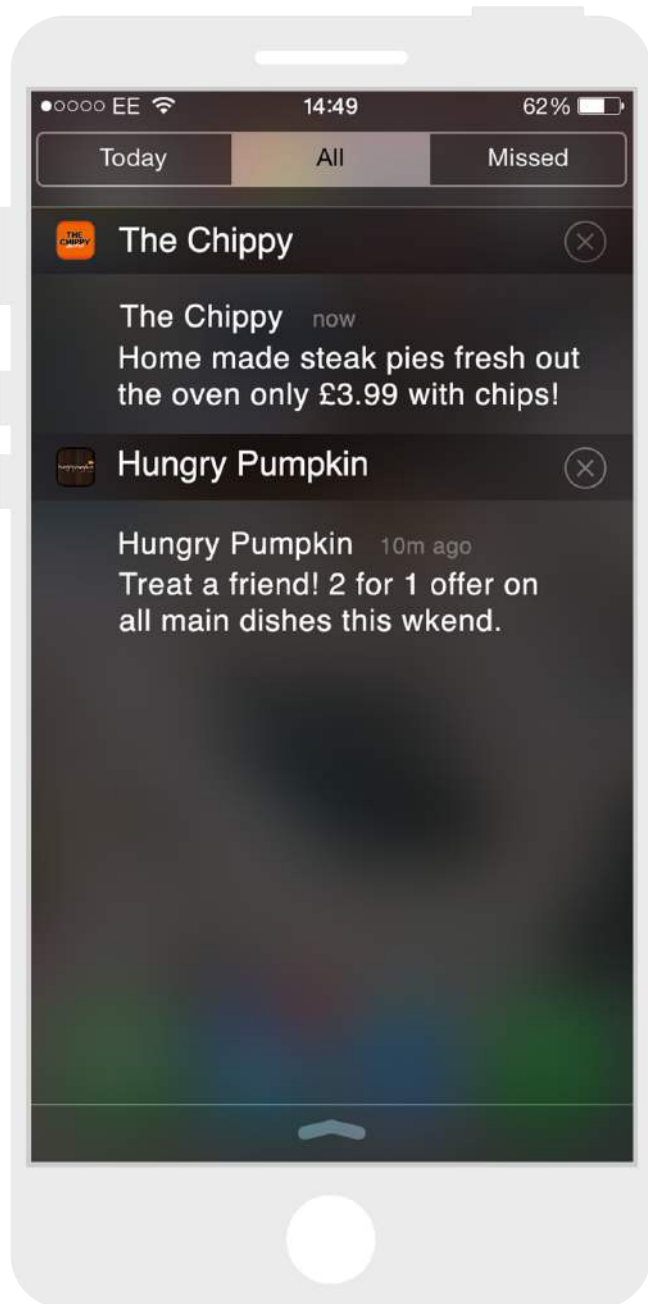 EE 14:49 62%
Today All Missed
THE CHIPPY The Chippy
The Chippy now
Home made steak pies fresh out
the oven only £3.99 with chips!
Hungry Pumpkin
Hungry Pumpkin 10m ago
Treat a friend! 2 for 1 offer on
all main dishes this wkend.